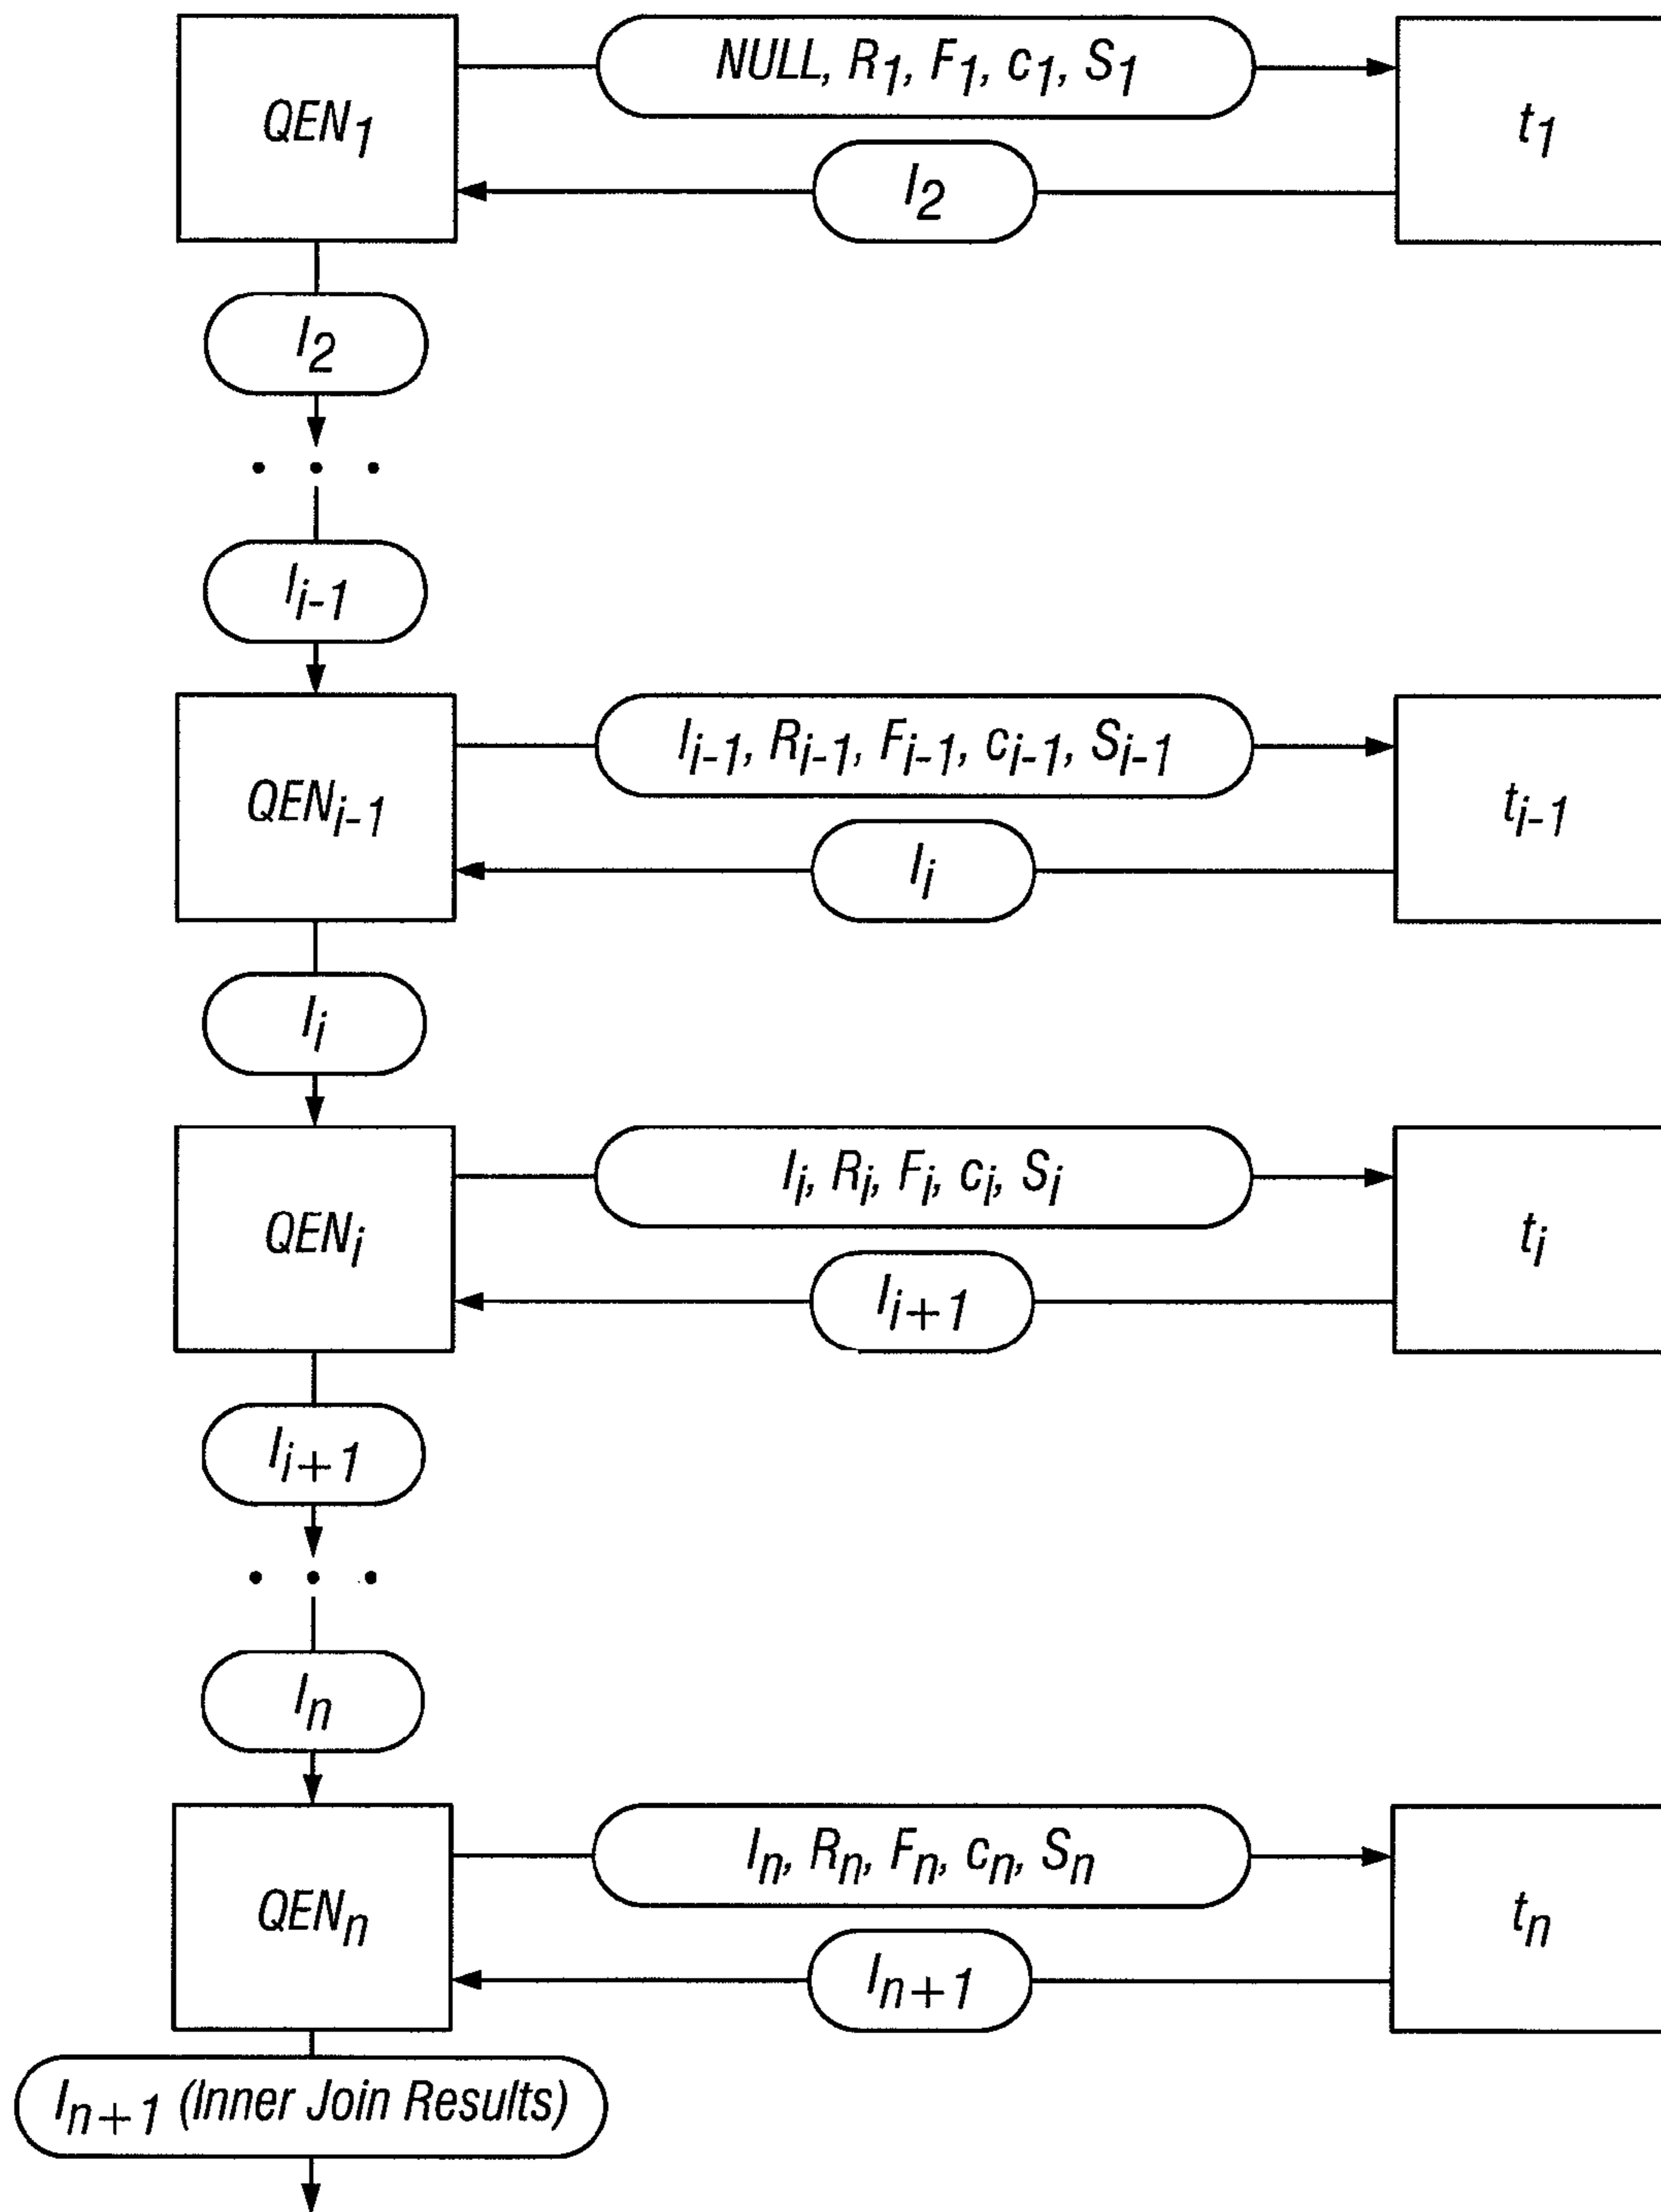 NULL, R₁, F₁, c₁, S₁
QEN₁
t₁
I₂
I₂
. . .
Iᵢ₋₁
Iᵢ₋₁, Rᵢ₋₁, Fᵢ₋₁, cᵢ₋₁, Sᵢ₋₁
QENᵢ₋₁
tᵢ₋₁
Iᵢ
Iᵢ
Iᵢ, Rᵢ, Fᵢ, cᵢ, Sᵢ
QENᵢ
tᵢ
Iᵢ₊₁
Iᵢ₊₁
. . .
Iₙ
Iₙ, Rₙ, Fₙ, cₙ, Sₙ
QENₙ
tₙ
Iₙ₊₁
Iₙ₊₁ (Inner Join Results)